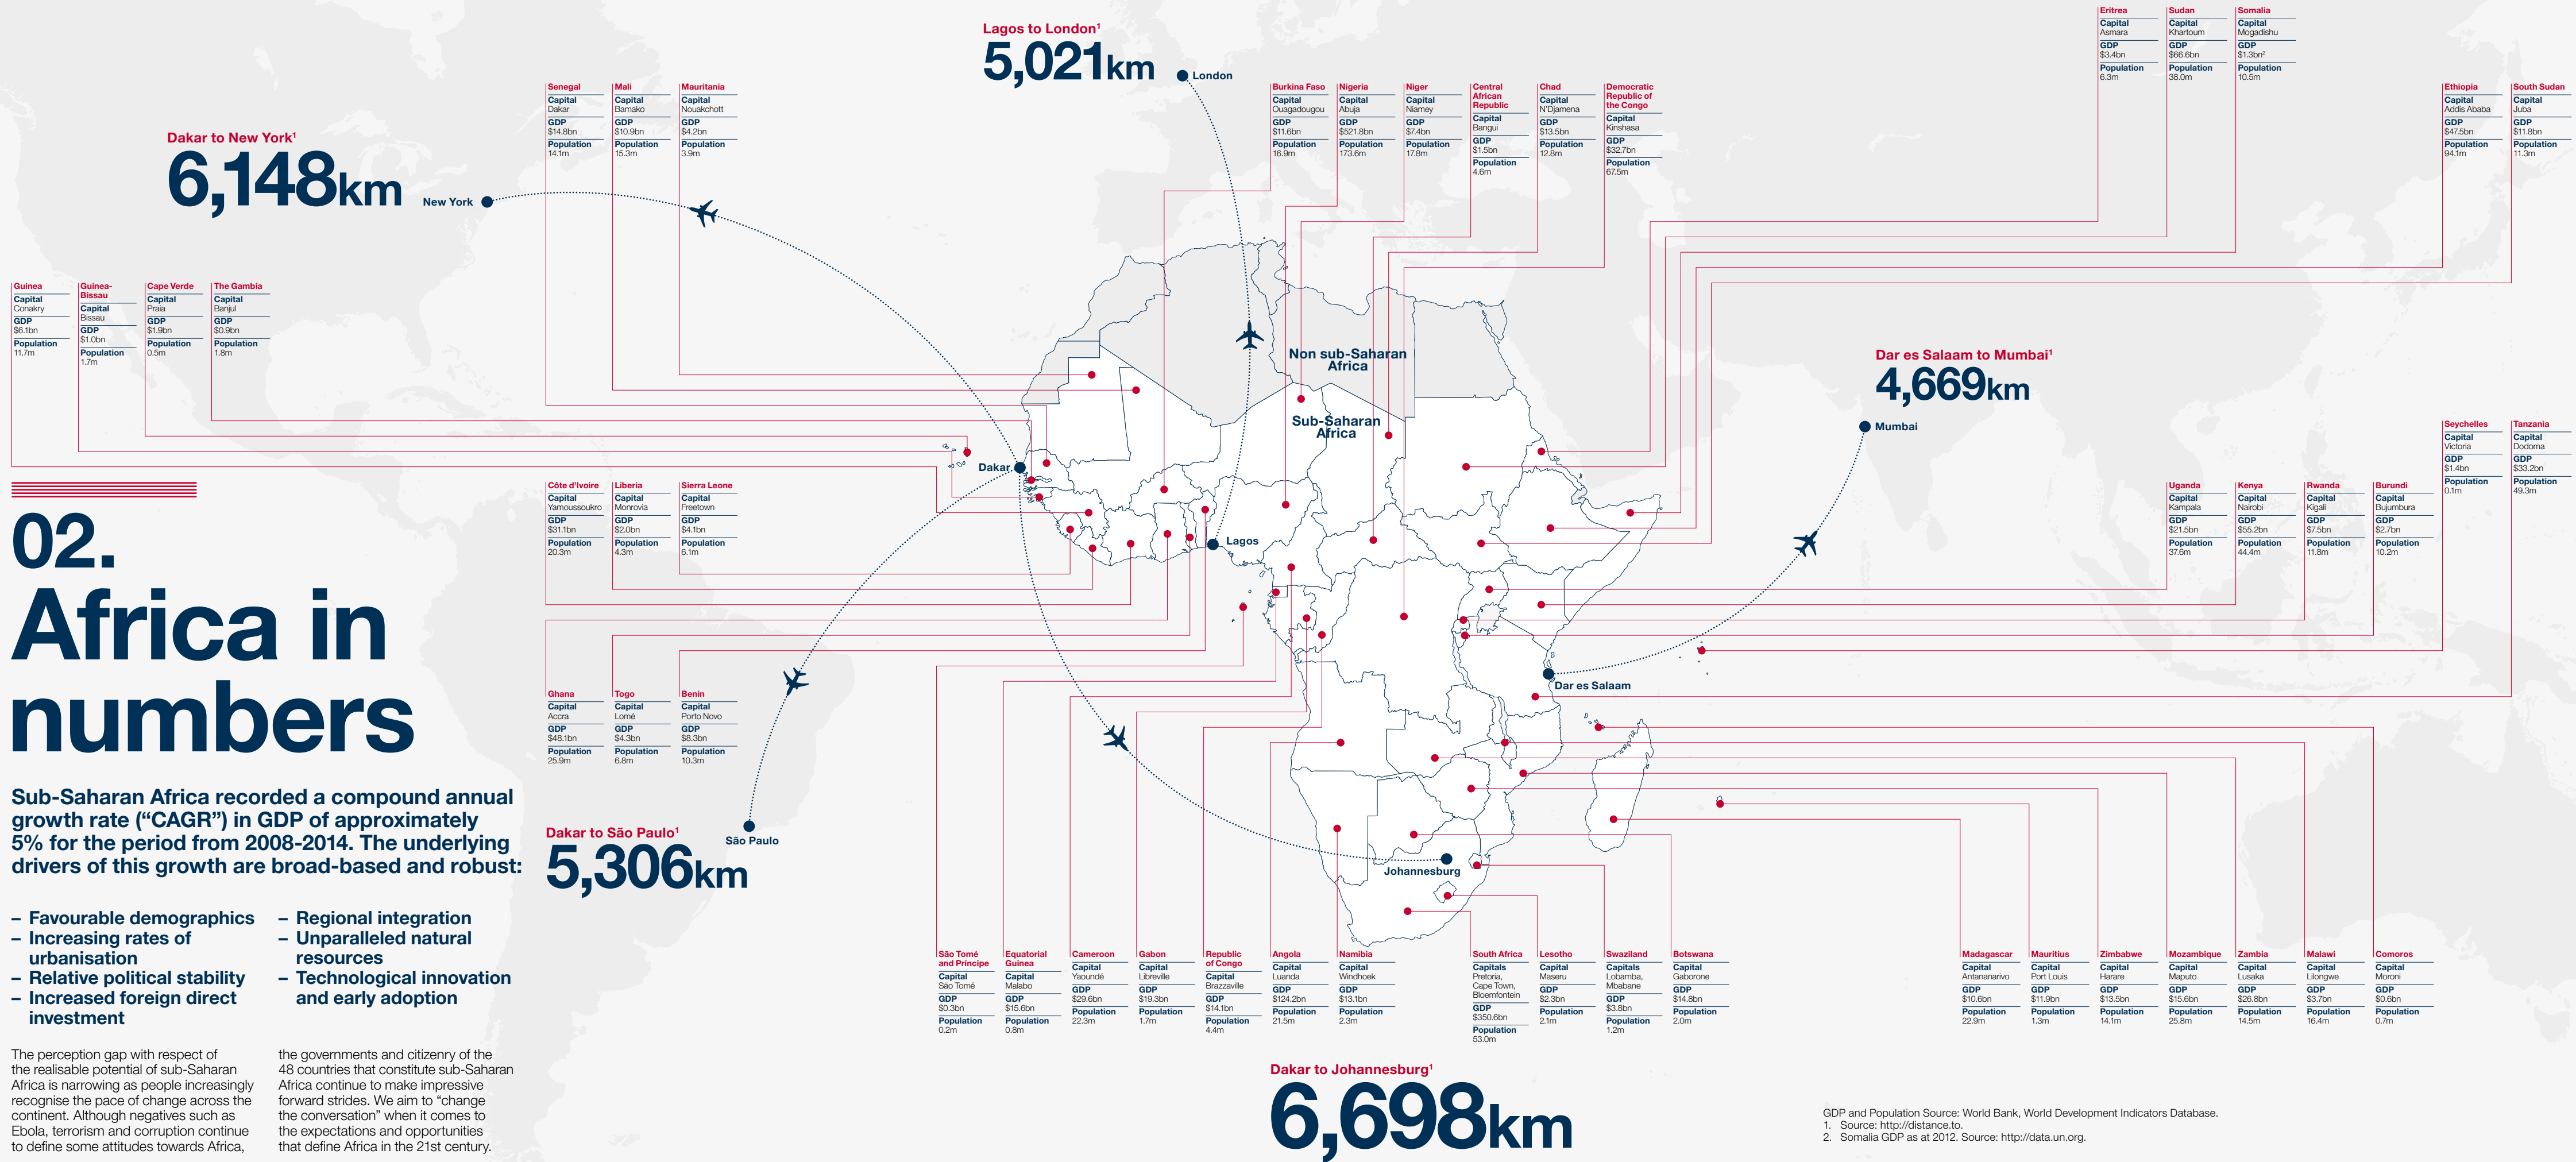 Lagos to London¹
5,021km
London
Dakar to New York¹
6,148km
New York
Eritrea
Capital
Asmara
GDP
$3.4bn
Population
6.3m
Sudan
Capital
Khartoum
GDP
$66.6bn
Population
38.0m
Somalia
Capital
Mogadishu
GDP
$1.3bn²
Population
10.5m
Senegal
Capital
Dakar
GDP
$14.8bn
Population
14.1m
Mali
Capital
Bamako
GDP
$10.9bn
Population
15.3m
Mauritania
Capital
Nouakchott
GDP
$4.2bn
Population
3.9m
Burkina Faso
Capital
Ouagadougou
GDP
$11.6bn
Population
16.9m
Nigeria
Capital
Abuja
GDP
$521.8bn
Population
173.6m
Niger
Capital
Niamey
GDP
$7.4bn
Population
17.8m
Central
African
Republic
Capital
Bangui
GDP
$1.5bn
Population
4.6m
Chad
Capital
N'Djamena
GDP
$13.5bn
Population
12.8m
Democratic
Republic of
the Congo
Capital
Kinshasa
GDP
$32.7bn
Population
67.5m
Ethiopia
Capital
Addis Ababa
GDP
$47.5bn
Population
94.1m
South Sudan
Capital
Juba
GDP
$11.8bn
Population
11.3m
Guinea
Capital
Conakry
GDP
$6.1bn
Population
11.7m
Guinea-
Bissau
Capital
Bissau
GDP
$1.0bn
Population
1.7m
Cape Verde
Capital
Praia
GDP
$1.9bn
Population
0.5m
The Gambia
Capital
Banjul
GDP
$0.9bn
Population
1.8m
Non sub-Saharan
Africa
Sub-Saharan
Africa
Dar es Salaam to Mumbai¹
4,669km
Mumbai
Dakar
Lagos
Dar es Salaam
Johannesburg
Seychelles
Capital
Victoria
GDP
$1.4bn
Population
0.1m
Tanzania
Capital
Dodoma
GDP
$33.2bn
Population
49.3m
Uganda
Capital
Kampala
GDP
$21.5bn
Population
37.6m
Kenya
Capital
Nairobi
GDP
$55.2bn
Population
44.4m
Rwanda
Capital
Kigali
GDP
$7.5bn
Population
11.8m
Burundi
Capital
Bujumbura
GDP
$2.7bn
Population
10.2m
Côte d'Ivoire
Capital
Yamoussoukro
GDP
$31.1bn
Population
20.3m
Liberia
Capital
Monrovia
GDP
$2.0bn
Population
4.3m
Sierra Leone
Capital
Freetown
GDP
$4.1bn
Population
6.1m
Ghana
Capital
Accra
GDP
$48.1bn
Population
25.9m
Togo
Capital
Lomé
GDP
$4.3bn
Population
6.8m
Benin
Capital
Porto Novo
GDP
$8.3bn
Population
10.3m
02.
Africa in
numbers
Sub-Saharan Africa recorded a compound annual
growth rate (“CAGR”) in GDP of approximately
5% for the period from 2008-2014. The underlying
drivers of this growth are broad-based and robust:
– Favourable demographics
– Increasing rates of
urbanisation
– Relative political stability
– Increased foreign direct
investment
– Regional integration
– Unparalleled natural
resources
– Technological innovation
and early adoption
The perception gap with respect of
the realisable potential of sub-Saharan
Africa is narrowing as people increasingly
recognise the pace of change across the
continent. Although negatives such as
Ebola, terrorism and corruption continue
to define some attitudes towards Africa,
the governments and citizenry of the
48 countries that constitute sub-Saharan
Africa continue to make impressive
forward strides. We aim to “change
the conversation” when it comes to
the expectations and opportunities
that define Africa in the 21st century.
Dakar to São Paulo¹
5,306km
São Paulo
São Tomé
and Príncipe
Capital
São Tomé
GDP
$0.3bn
Population
0.2m
Equatorial
Guinea
Capital
Malabo
GDP
$15.6bn
Population
0.8m
Cameroon
Capital
Yaoundé
GDP
$29.6bn
Population
22.3m
Gabon
Capital
Libreville
GDP
$19.3bn
Population
1.7m
Republic
of Congo
Capital
Brazzaville
GDP
$14.1bn
Population
4.4m
Angola
Capital
Luanda
GDP
$124.2bn
Population
21.5m
Namibia
Capital
Windhoek
GDP
$13.1bn
Population
2.3m
South Africa
Capitals
Pretoria,
Cape Town,
Bloemfontein
GDP
$350.6bn
Population
53.0m
Lesotho
Capital
Maseru
GDP
$2.3bn
Population
2.1m
Swaziland
Capitals
Lobamba,
Mbabane
GDP
$3.8bn
Population
1.2m
Botswana
Capital
Gaborone
GDP
$14.8bn
Population
2.0m
Madagascar
Capital
Antananarivo
GDP
$10.6bn
Population
22.9m
Mauritius
Capital
Port Louis
GDP
$11.9bn
Population
1.3m
Zimbabwe
Capital
Harare
GDP
$13.5bn
Population
14.1m
Mozambique
Capital
Maputo
GDP
$15.6bn
Population
25.8m
Zambia
Capital
Lusaka
GDP
$26.8bn
Population
14.5m
Malawi
Capital
Lilongwe
GDP
$3.7bn
Population
16.4m
Comoros
Capital
Moroni
GDP
$0.6bn
Population
0.7m
Dakar to Johannesburg¹
6,698km
GDP and Population Source: World Bank, World Development Indicators Database.
1. Source: http://distance.to.
2. Somalia GDP as at 2012. Source: http://data.un.org.